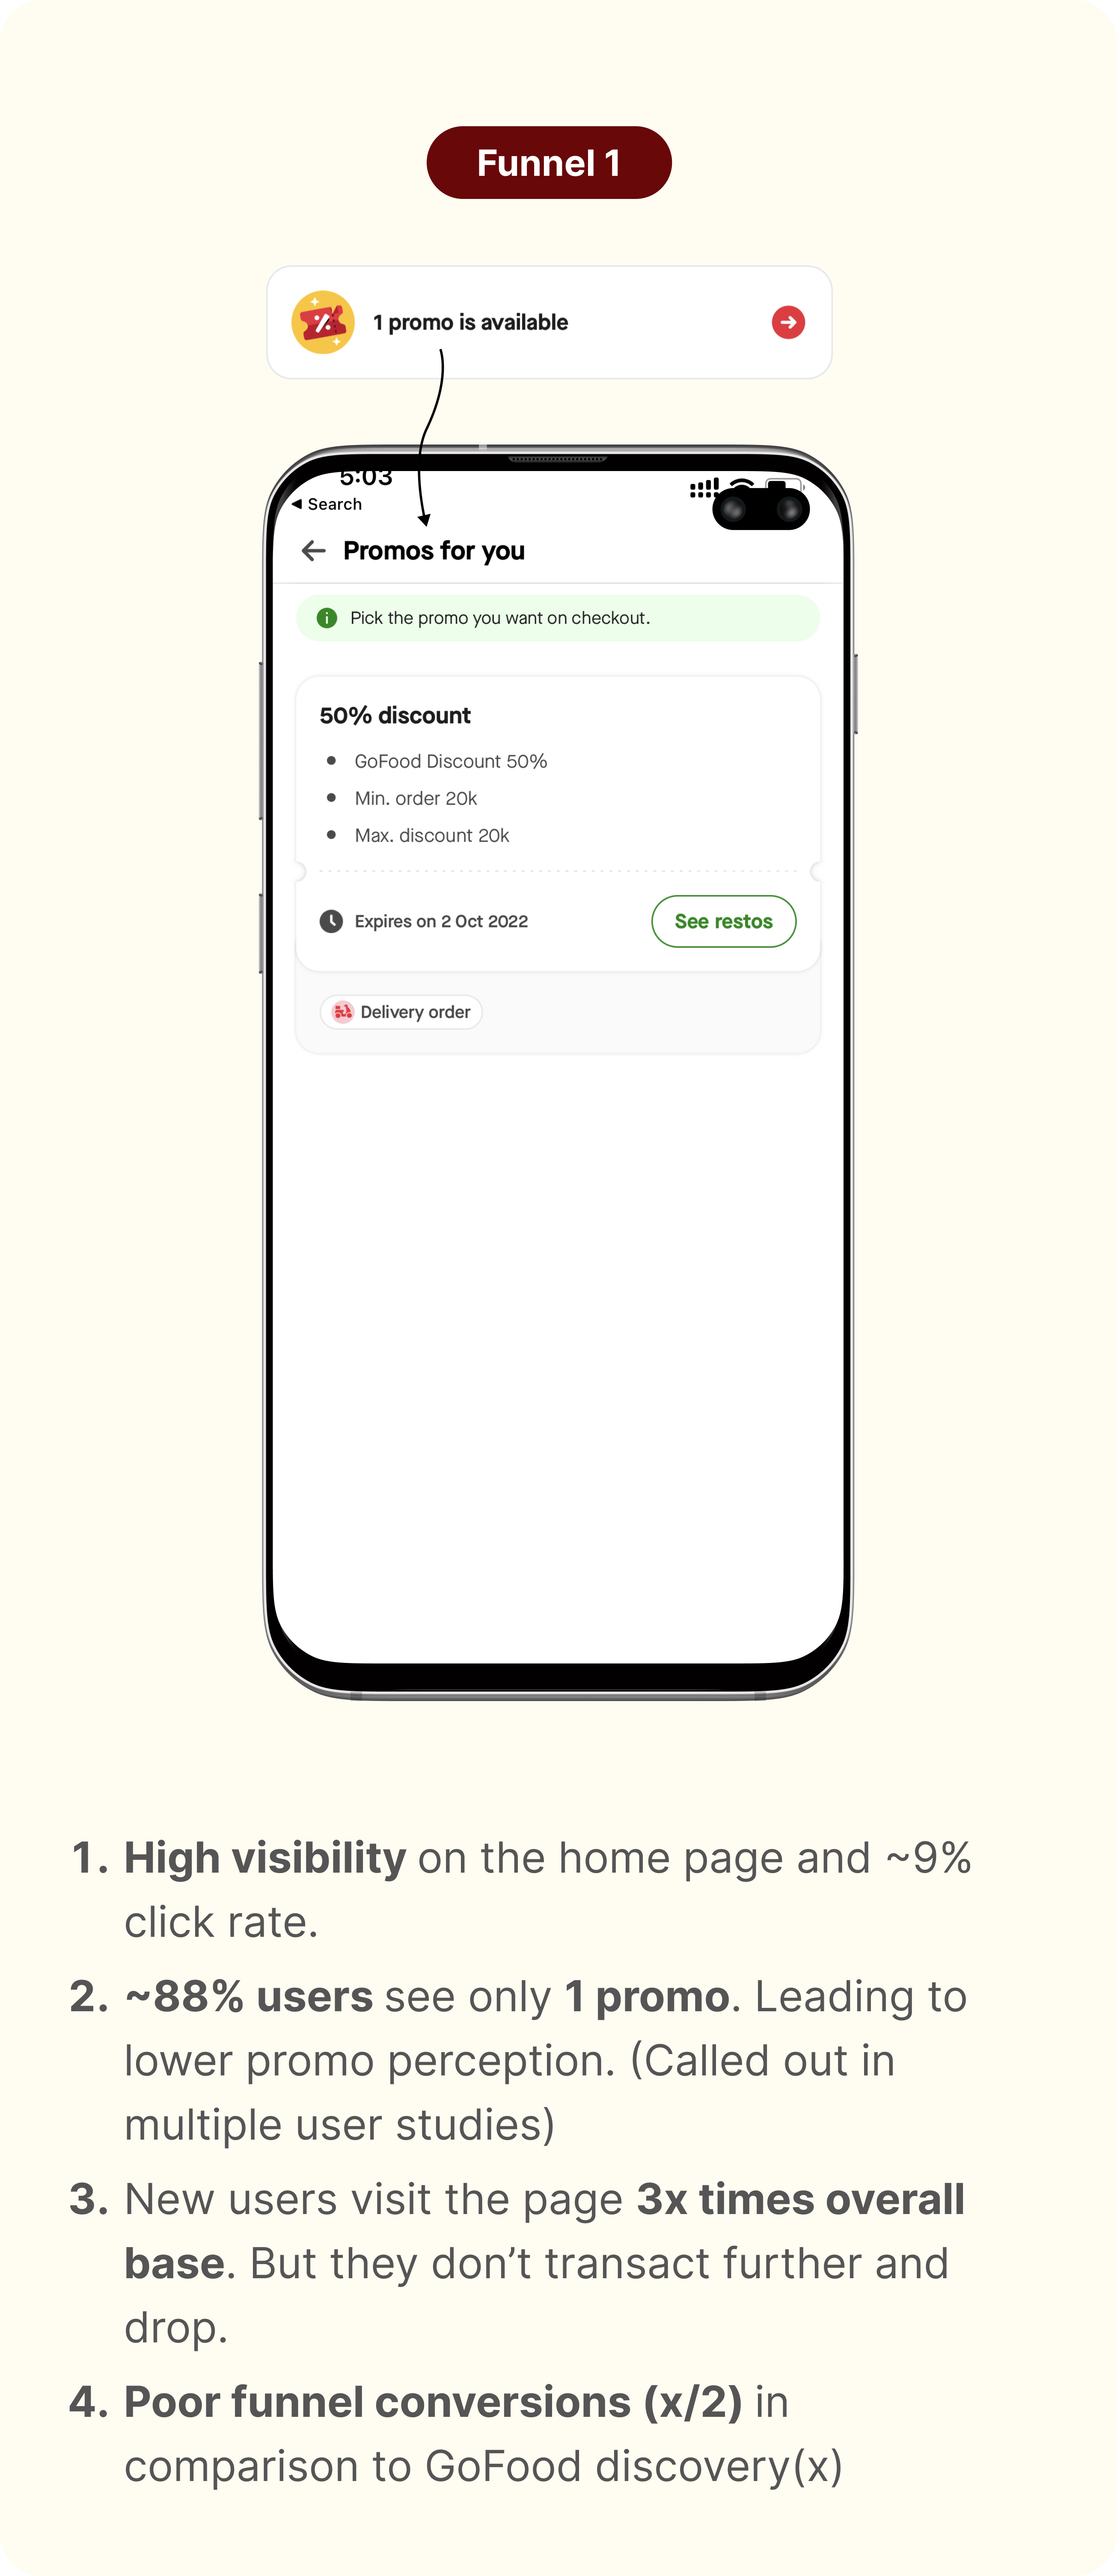 Funnel 1
1 promo is available
5:03
◀ Search
Promos for you
Pick the promo you want on checkout.
50% discount
• GoFood Discount 50%
• Min. order 20k
• Max. discount 20k
Expires on 2 Oct 2022
See restos
Delivery order
1. High visibility on the home page and ~9%
click rate.
2. ~88% users see only 1 promo. Leading to
lower promo perception. (Called out in
multiple user studies)
3. New users visit the page 3x times overall
base. But they don’t transact further and
drop.
4. Poor funnel conversions (x/2) in
comparison to GoFood discovery(x)